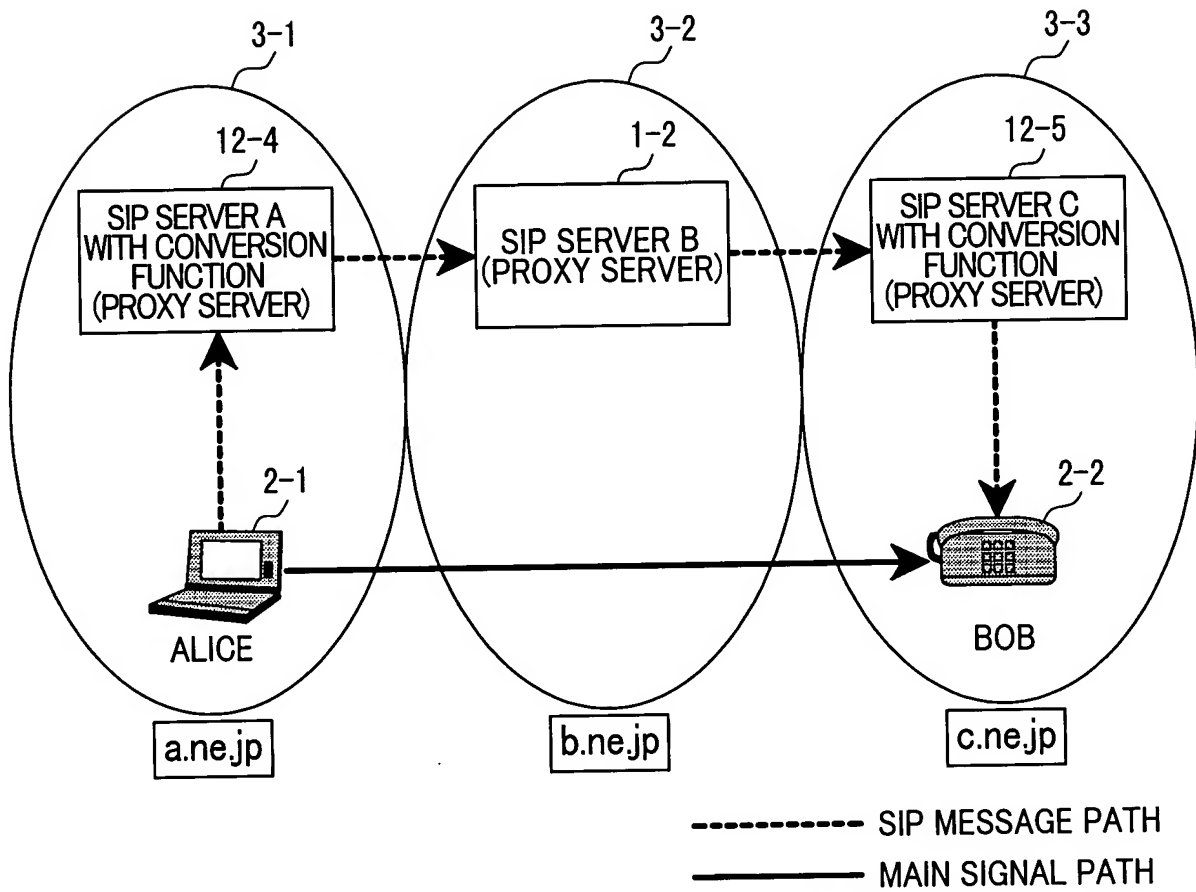 3-1
3-2
3-3
12-4
1-2
12-5
SIP SERVER A
WITH CONVERSION
FUNCTION
(PROXY SERVER)
SIP SERVER B
(PROXY SERVER)
SIP SERVER C
WITH CONVERSION
FUNCTION
(PROXY SERVER)
2-1
2-2
ALICE
BOB
a.ne.jp
b.ne.jp
c.ne.jp
SIP MESSAGE PATH
MAIN SIGNAL PATH